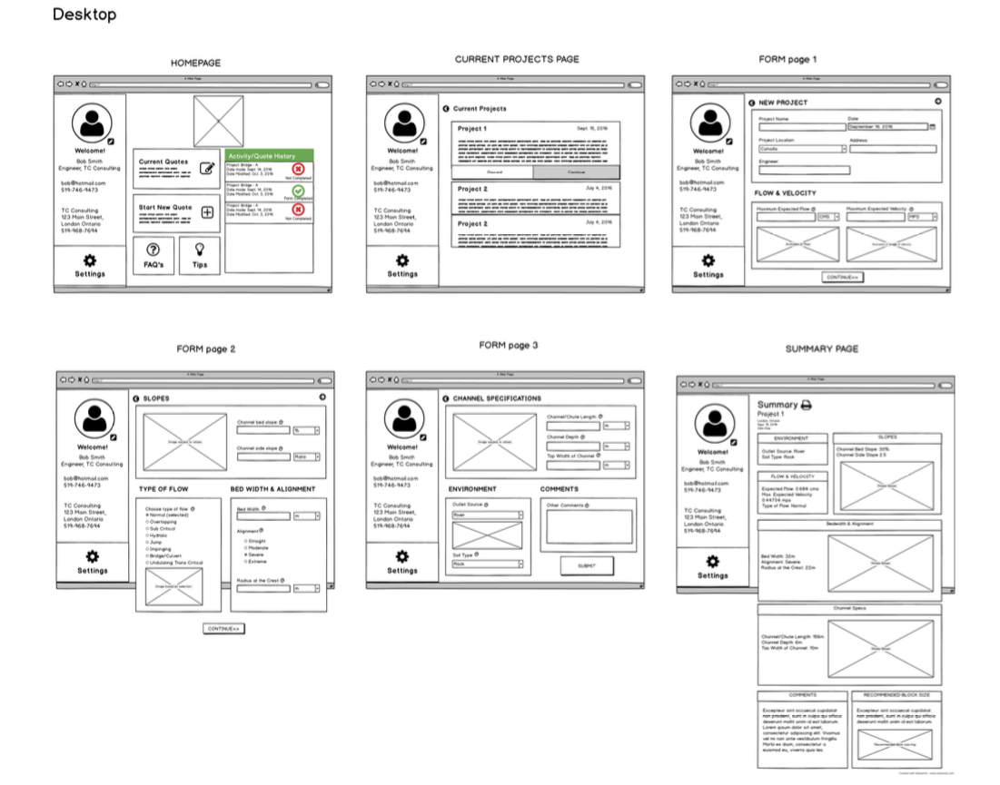 Desktop
HOMEPAGE
A Web Page
Welcome!
Bob Smith
Engineer, TC Consulting
bob@hotmail.com
519-746-9473
TC Consulting
123 Main Street,
London Ontario
519-968-7694
Settings
Current Quotes
Start New Quote
FAQ's
Tips
Activity/Quote History
Project Bridge - A
Date made: Sept. 14, 2016
Date Modified: Oct. 3, 2016
Not Completed
Project Bridge - A
Date made: Sept. 14, 2016
Date Modified: Oct. 3, 2016
Form Completed
Project Bridge - A
Date made: Sept. 14, 2016
Date Modified: Oct. 3, 2016
Not Completed
CURRENT PROJECTS PAGE
A Web Page
Welcome!
Bob Smith
Engineer, TC Consulting
bob@hotmail.com
519-746-9473
TC Consulting
123 Main Street,
London Ontario
519-968-7694
Settings
Current Projects
Project 1
Sept. 15, 2016
Continue
Project 2
July 4, 2016
Project 2
July 4, 2016
FORM page 1
A Web Page
Welcome!
Bob Smith
Engineer, TC Consulting
bob@hotmail.com
519-746-9473
TC Consulting
123 Main Street,
London Ontario
519-968-7694
Settings
NEW PROJECT
Project Name
Date
September 16, 2016
Project Location
Address
Canada
Engineer
FLOW & VELOCITY
Maximum Expected Flow
CMS
Maximum Expected Velocity
MPS
CONTINUE>>
FORM page 2
A Web Page
Welcome!
Bob Smith
Engineer, TC Consulting
bob@hotmail.com
519-746-9473
TC Consulting
123 Main Street,
London Ontario
519-968-7694
Settings
SLOPES
Channel bed slope
%
Channel side slope
Ratio
TYPE OF FLOW
Choose type of flow
Normal (selected)
Overtopping
Sub Critical
Hydralic
Jump
Impinging
Bridge/Culvert
Undulating Trans Critical
BED WIDTH & ALIGNMENT
Bed Width
m
Alignment
Straight
Moderate
Severe
Extreme
Radius at the Crest
m
CONTINUE>>
FORM page 3
A Web Page
Welcome!
Bob Smith
Engineer, TC Consulting
bob@hotmail.com
519-746-9473
TC Consulting
123 Main Street,
London Ontario
519-968-7694
Settings
CHANNEL SPECIFICATIONS
Channel/Chute Length
m
Channel Depth
m
Top Width of Channel
m
ENVIRONMENT
Outlet Source
River
Soil Type
Rock
COMMENTS
Other Comments
SUBMIT
SUMMARY PAGE
A Web Page
Welcome!
Bob Smith
Engineer, TC Consulting
bob@hotmail.com
519-746-9473
TC Consulting
123 Main Street,
London Ontario
519-968-7694
Settings
Summary
Project 1
London, Ontario
Sept. 15, 2016
ENVIRONMENT
Outlet Source: River
Soil Type: Rock
SLOPES
Channel Bed Slope: 30%
Channel Side Slope 2.5
FLOW & VELOCITY
Expected Flow: 0.684 cms
Max. Expected Velocity
0.44704 mps
Type of Flow: Normal
Bedwidth & Alignment
Bed Width: 32m
Alignment: Severe
Radius at the Crest: 22m
Channel Specs
Channel/Chute Length: 156m
Channel Depth: 6m
Top Width of Channel: 10m
COMMENTS
Excepteur sint occaecat cupidatat
non proident, sunt in culpa qui officia
deserunt mollit anim id est laborum.
Lorem ipsum dolor sit amet,
consectetur adipiscing elit. Vivamus
vel mi non ante vestibulum fringilla.
Morbi ex diam, consectetur a
euismod eu, viverra quis leo.
RECOMMENDED BLOCK SIZE
Excepteur sint occaecat cupidatat
non proident, sunt in culpa qui officia
deserunt mollit anim id est laborum.